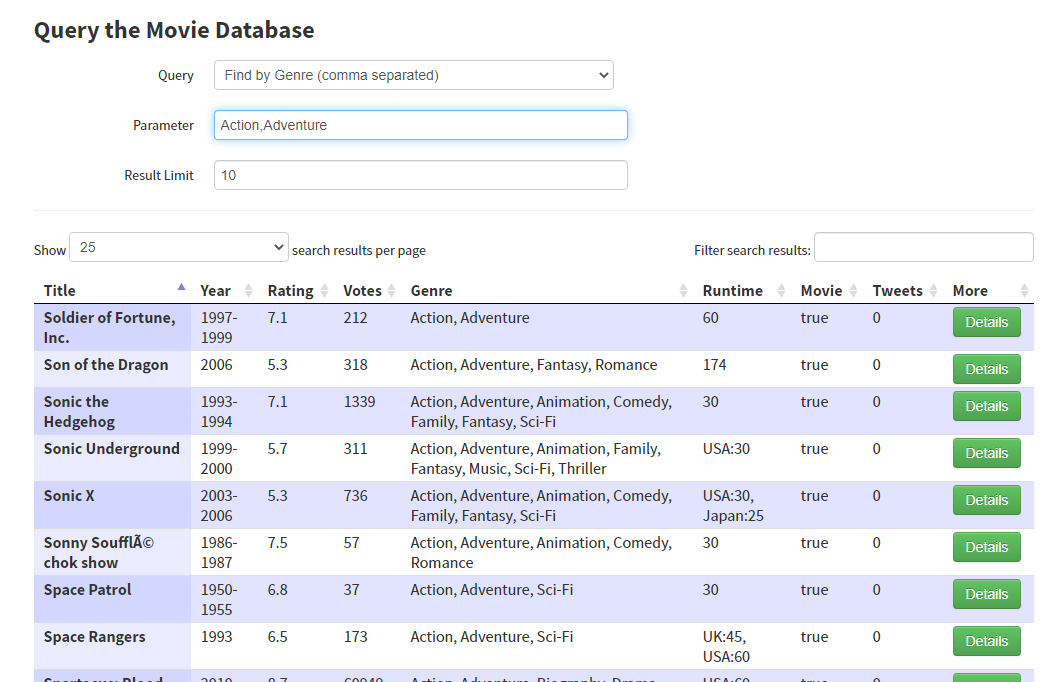 Query the Movie Database
Query Find by Genre (comma separated)
Parameter Action,Adventure
Result Limit 10
Show 25 search results per page Filter search results:
Title Year Rating Votes Genre Runtime Movie Tweets More
Soldier of Fortune, 1997- 7.1 212 Action, Adventure 60 true 0 Details
Inc. 1999
Son of the Dragon 2006 5.3 318 Action, Adventure, Fantasy, Romance 174 true 0 Details
Sonic the 1993- 7.1 1339 Action, Adventure, Animation, Comedy, 30 true 0 Details
Hedgehog 1994 Family, Fantasy, Sci-Fi
Sonic Underground 1999- 5.7 311 Action, Adventure, Animation, Family, USA:30 true 0 Details
2000 Fantasy, Music, Sci-Fi, Thriller
Sonic X 2003- 5.3 736 Action, Adventure, Animation, Comedy, USA:30, true 0 Details
2006 Family, Fantasy, Sci-Fi Japan:25
Sonny SoufflÃ© 1986- 7.5 57 Action, Adventure, Animation, Comedy, 30 true 0 Details
chok show 1987 Romance
Space Patrol 1950- 6.8 37 Action, Adventure, Sci-Fi 30 true 0 Details
1955
Space Rangers 1993 6.5 173 Action, Adventure, Sci-Fi UK:45, true 0 Details
USA:60